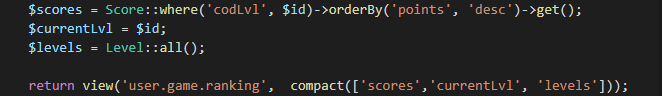 $scores = Score::where('codLvl', $id)->orderBy('points', 'desc')->get();
$currentLvl = $id;
$levels = Level::all();
return view('user.game.ranking',  compact(['scores','currentLvl', 'levels']));